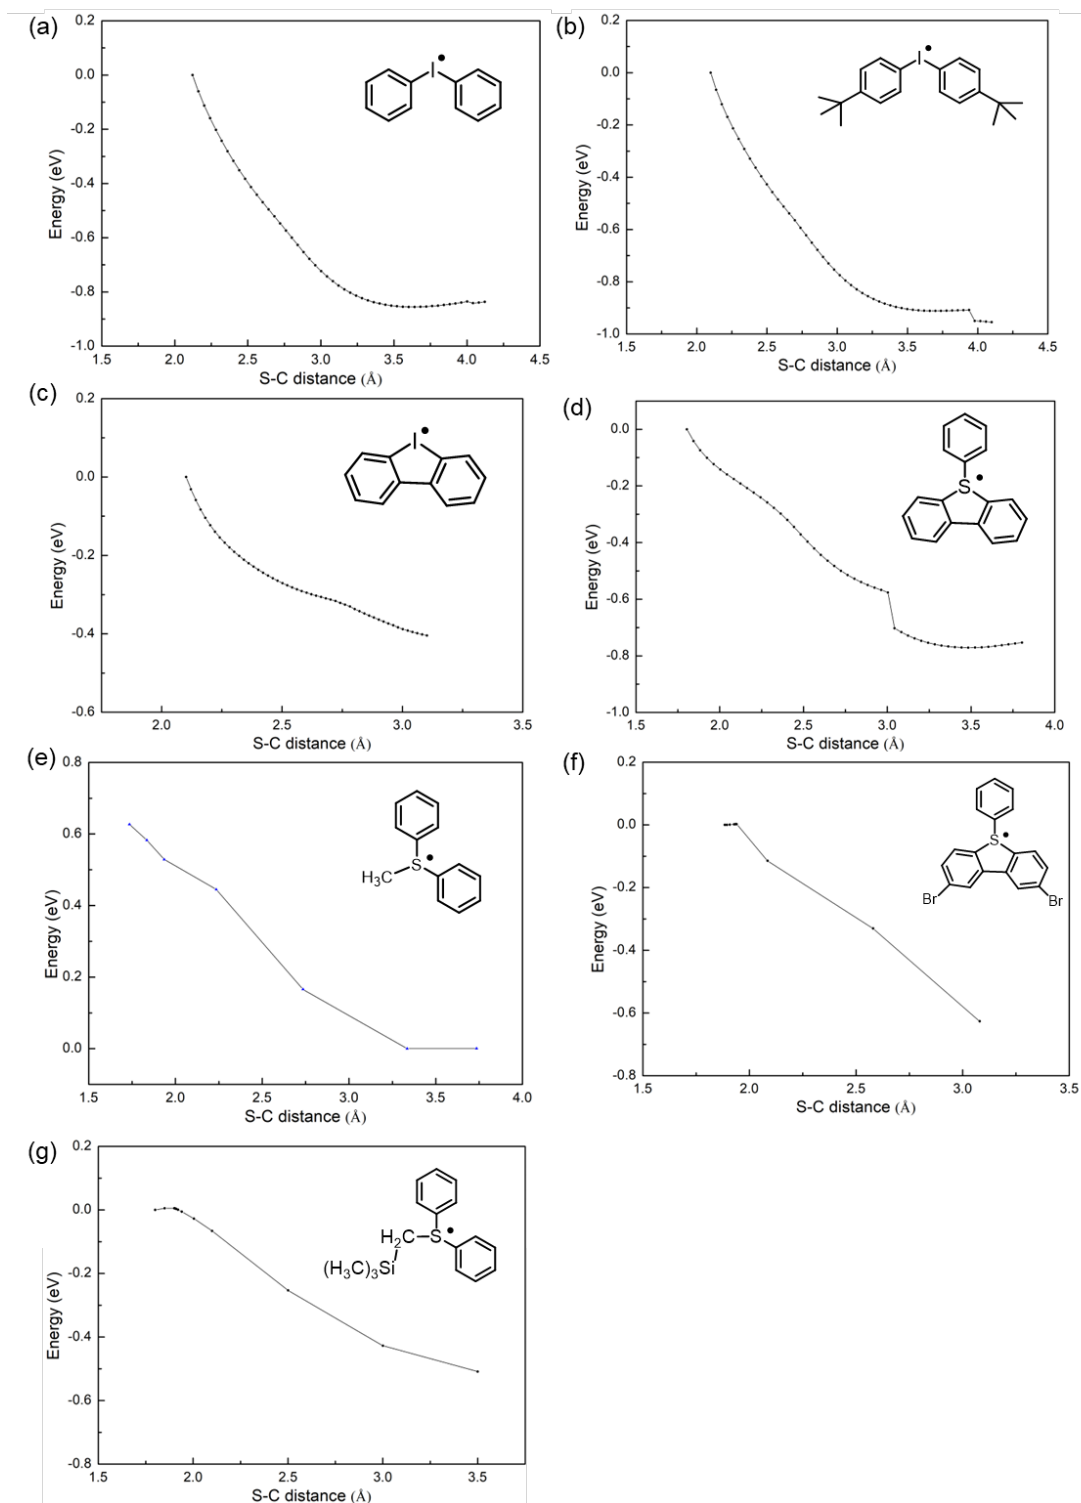 (a)
0.2
0.0
-0.2
-0.4
-0.6
-0.8
-1.0
Energy (eV)
I•
1.5 2.0 2.5 3.0 3.5 4.0 4.5
S-C distance (Å)
(b)
0.2
0.0
-0.2
-0.4
-0.6
-0.8
-1.0
Energy (eV)
I•
1.5 2.0 2.5 3.0 3.5 4.0 4.5
S-C distance (Å)
(c)
0.2
0.0
-0.2
-0.4
-0.6
Energy (eV)
I•
2.0 2.5 3.0 3.5
S-C distance (Å)
(d)
0.0
-0.2
-0.4
-0.6
-0.8
-1.0
Energy (eV)
S•
1.5 2.0 2.5 3.0 3.5 4.0
S-C distance (Å)
(e)
0.8
0.6
0.4
0.2
0.0
Energy (eV)
S•
H₃C
1.5 2.0 2.5 3.0 3.5 4.0
S-C distance (Å)
(f)
0.2
0.0
-0.2
-0.4
-0.6
-0.8
Energy (eV)
S•
Br Br
1.5 2.0 2.5 3.0 3.5
S-C distance (Å)
(g)
0.2
0.0
-0.2
-0.4
-0.6
-0.8
Energy (eV)
H₂C S•
(H₃C)₃Si
1.5 2.0 2.5 3.0 3.5
S-C distance (Å)